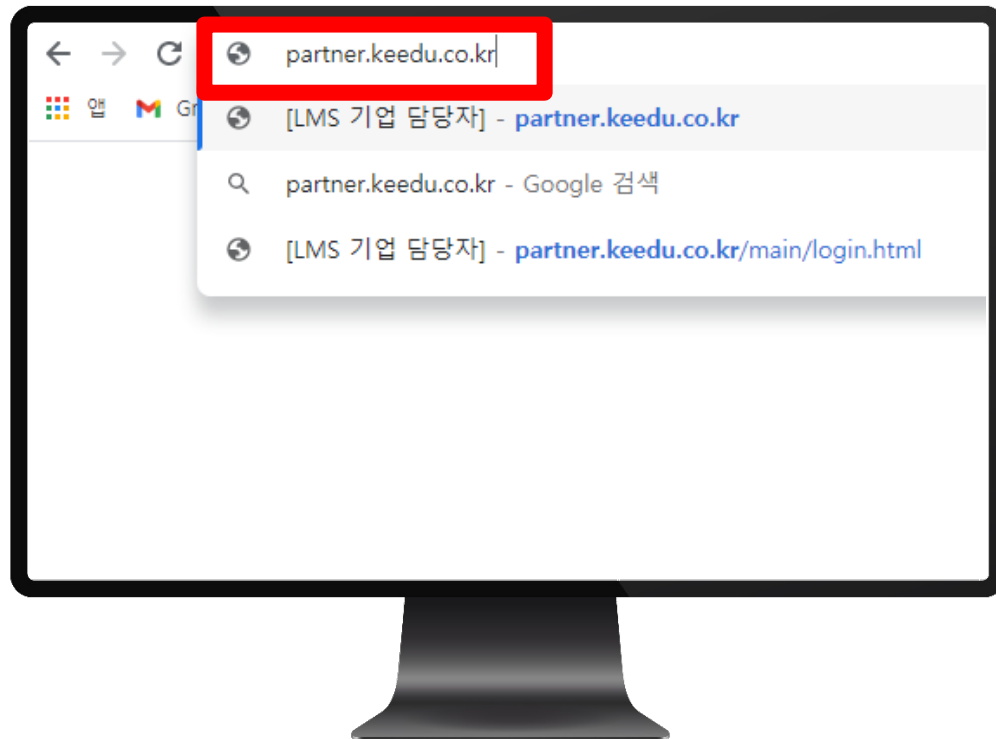 partner.keedu.co.kr
앱 Gr
[LMS 기업 담당자] - partner.keedu.co.kr
partner.keedu.co.kr - Google 검색
[LMS 기업 담당자] - partner.keedu.co.kr/main/login.html